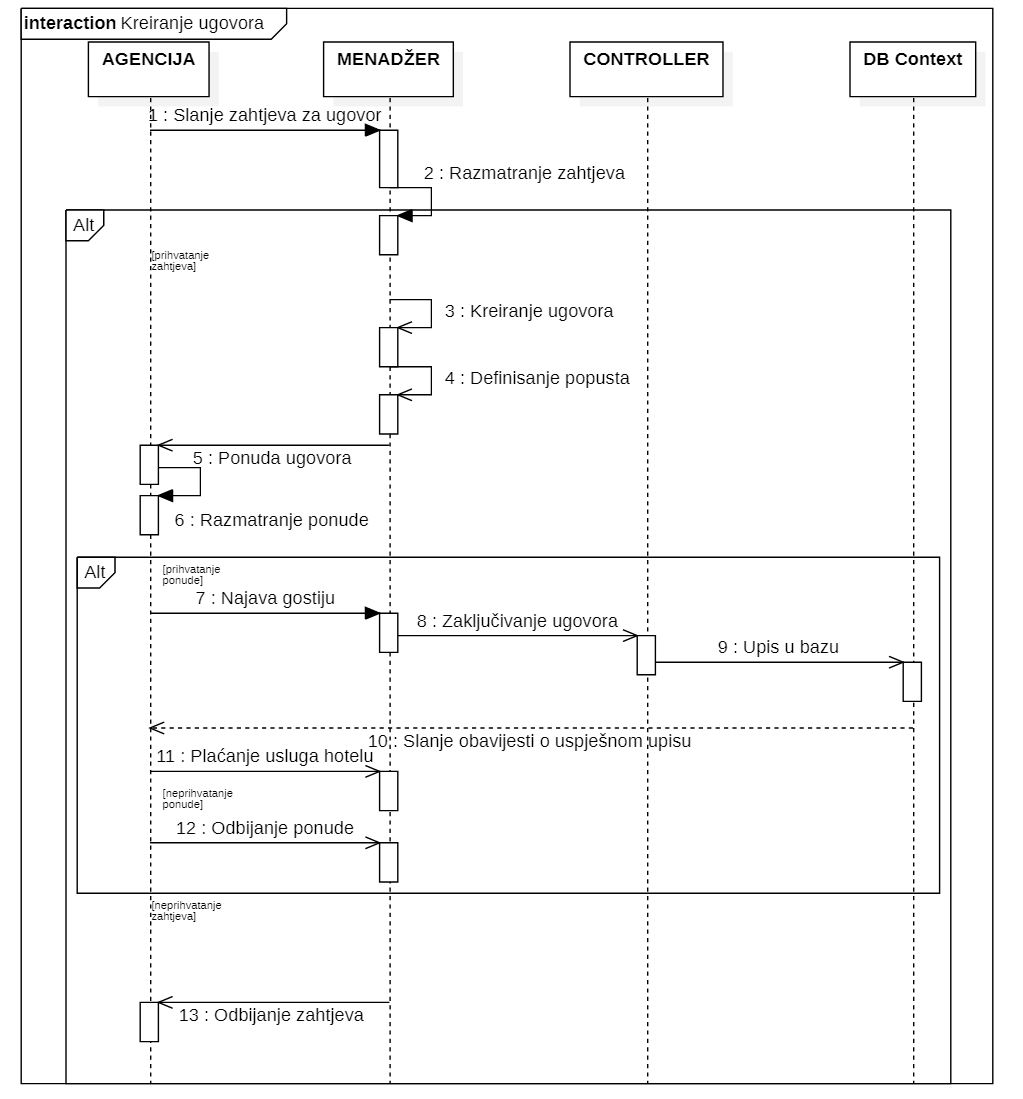 interaction Kreiranje ugovora
AGENCIJA
MENADŽER
CONTROLLER
DB Context
1 : Slanje zahtjeva za ugovor
2 : Razmatranje zahtjeva
Alt
[prihvatanje
zahtjeva]
3 : Kreiranje ugovora
4 : Definisanje popusta
5 : Ponuda ugovora
6 : Razmatranje ponude
Alt
[prihvatanje
ponude]
7 : Najava gostiju
8 : Zaključivanje ugovora
9 : Upis u bazu
10 : Slanje obavijesti o uspješnom upisu
11 : Plaćanje usluga hotelu
[neprihvatanje
ponude]
12 : Odbijanje ponude
[neprihvatanje
zahtjeva]
13 : Odbijanje zahtjeva